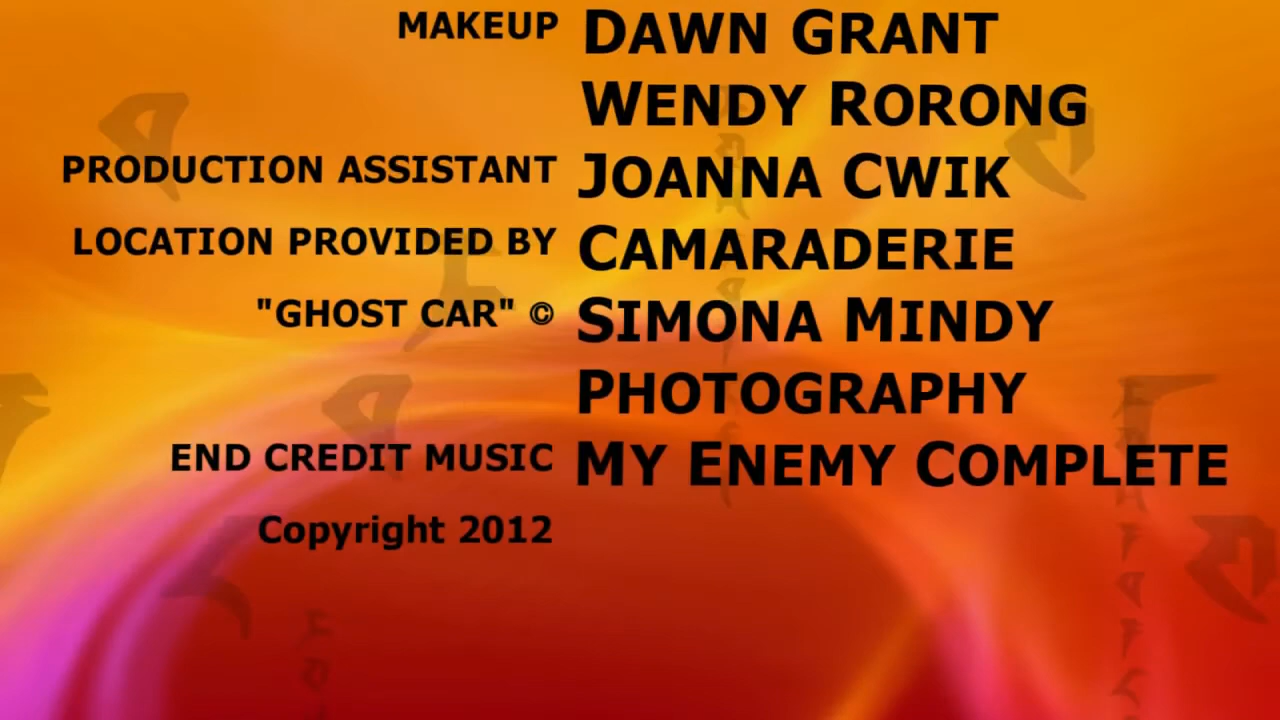 MAKEUP DAWN GRANT
WENDY RORONG
PRODUCTION ASSISTANT JOANNA CWIK
LOCATION PROVIDED BY CAMARADERIE
"GHOST CAR" © SIMONA MINDY
PHOTOGRAPHY
END CREDIT MUSIC MY ENEMY COMPLETE
Copyright 2012